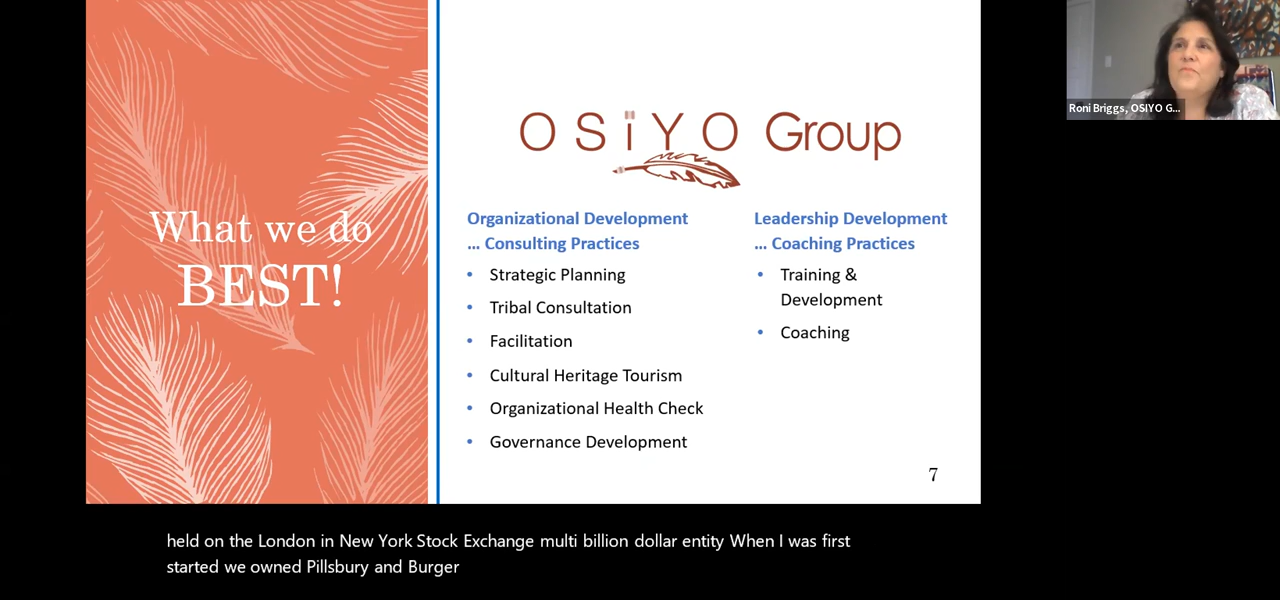 What we do
BEST!
OSiYO Group
Organizational Development
... Consulting Practices
• Strategic Planning
• Tribal Consultation
• Facilitation
• Cultural Heritage Tourism
• Organizational Health Check
• Governance Development
Leadership Development
... Coaching Practices
• Training &
Development
• Coaching
7
Roni Briggs, OSIYO G...
held on the London in New York Stock Exchange multi billion dollar entity When I was first
started we owned Pillsbury and Burger